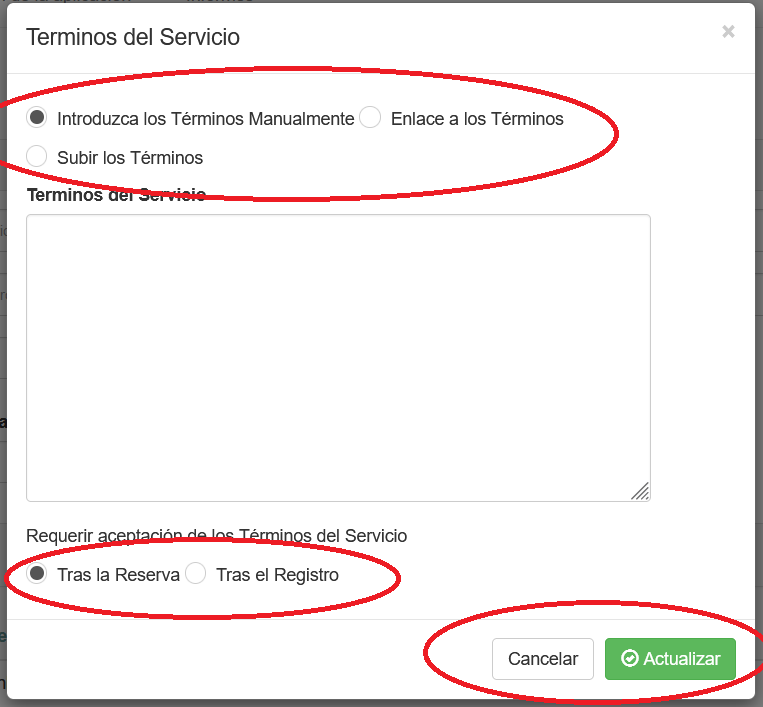 Terminos del Servicio
×
Introduzca los Términos Manualmente Enlace a los Términos
Subir los Términos
Terminos del Servicio
Requerir aceptación de los Términos del Servicio
Tras la Reserva Tras el Registro
Cancelar Actualizar